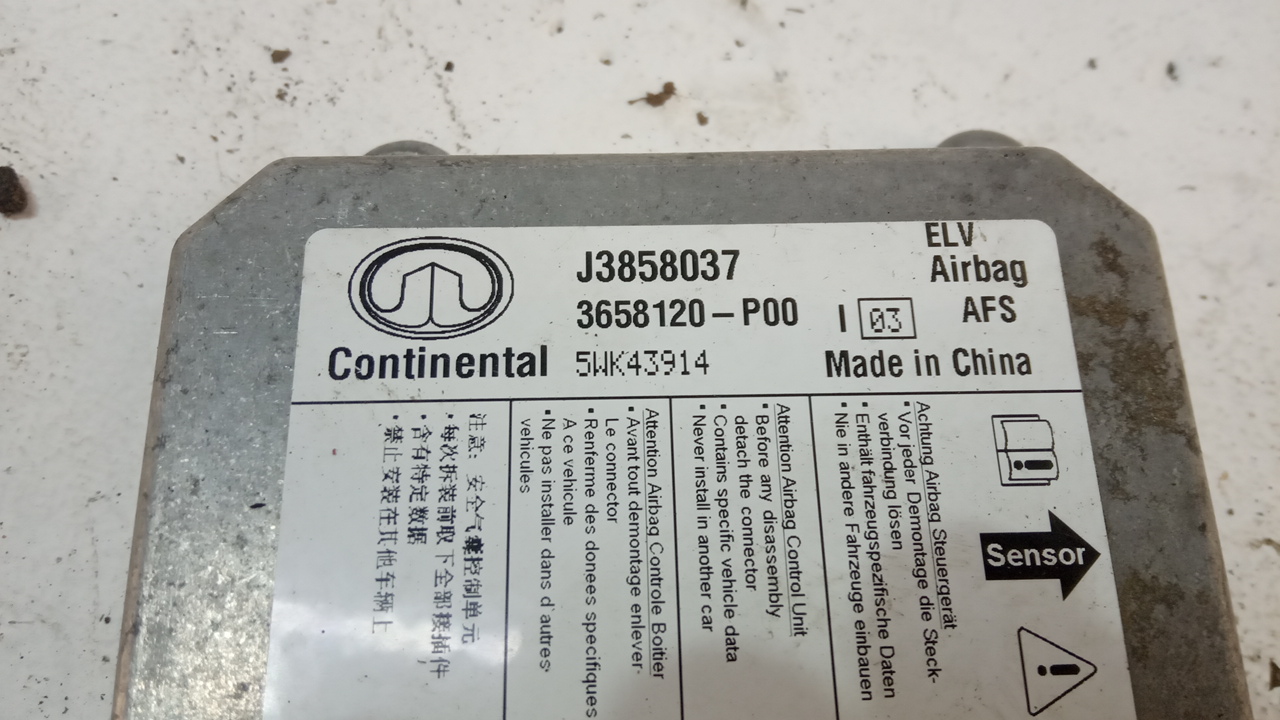 J3858037
3658120-P00
Continental 5WK43914
ELV
Airbag
I 03 AFS
Made in China
注意: 安全气囊控制单元
·每次拆装前取下全部接插件
·含有特定数据
·禁止安装在其他车辆上
Attention Airbag Controle Boitier
·Avant tout demontage enlever
Le connector
·Renferme des donees specifiques
A ce vehicule
·Ne pas installer dans d'autres
vehicules
Attention Airbag Control Unit
·Before any disassembly
detach the connector
·Contains specific vehicle data
·Never install in another car
Achtung Airbag Steuergerät
·Vor jeder Demontage die Steck-
verbindung lösen
·Enthält fahrzeugspezifische Daten
·Nie in andere Fahrzeuge einbauen
Sensor